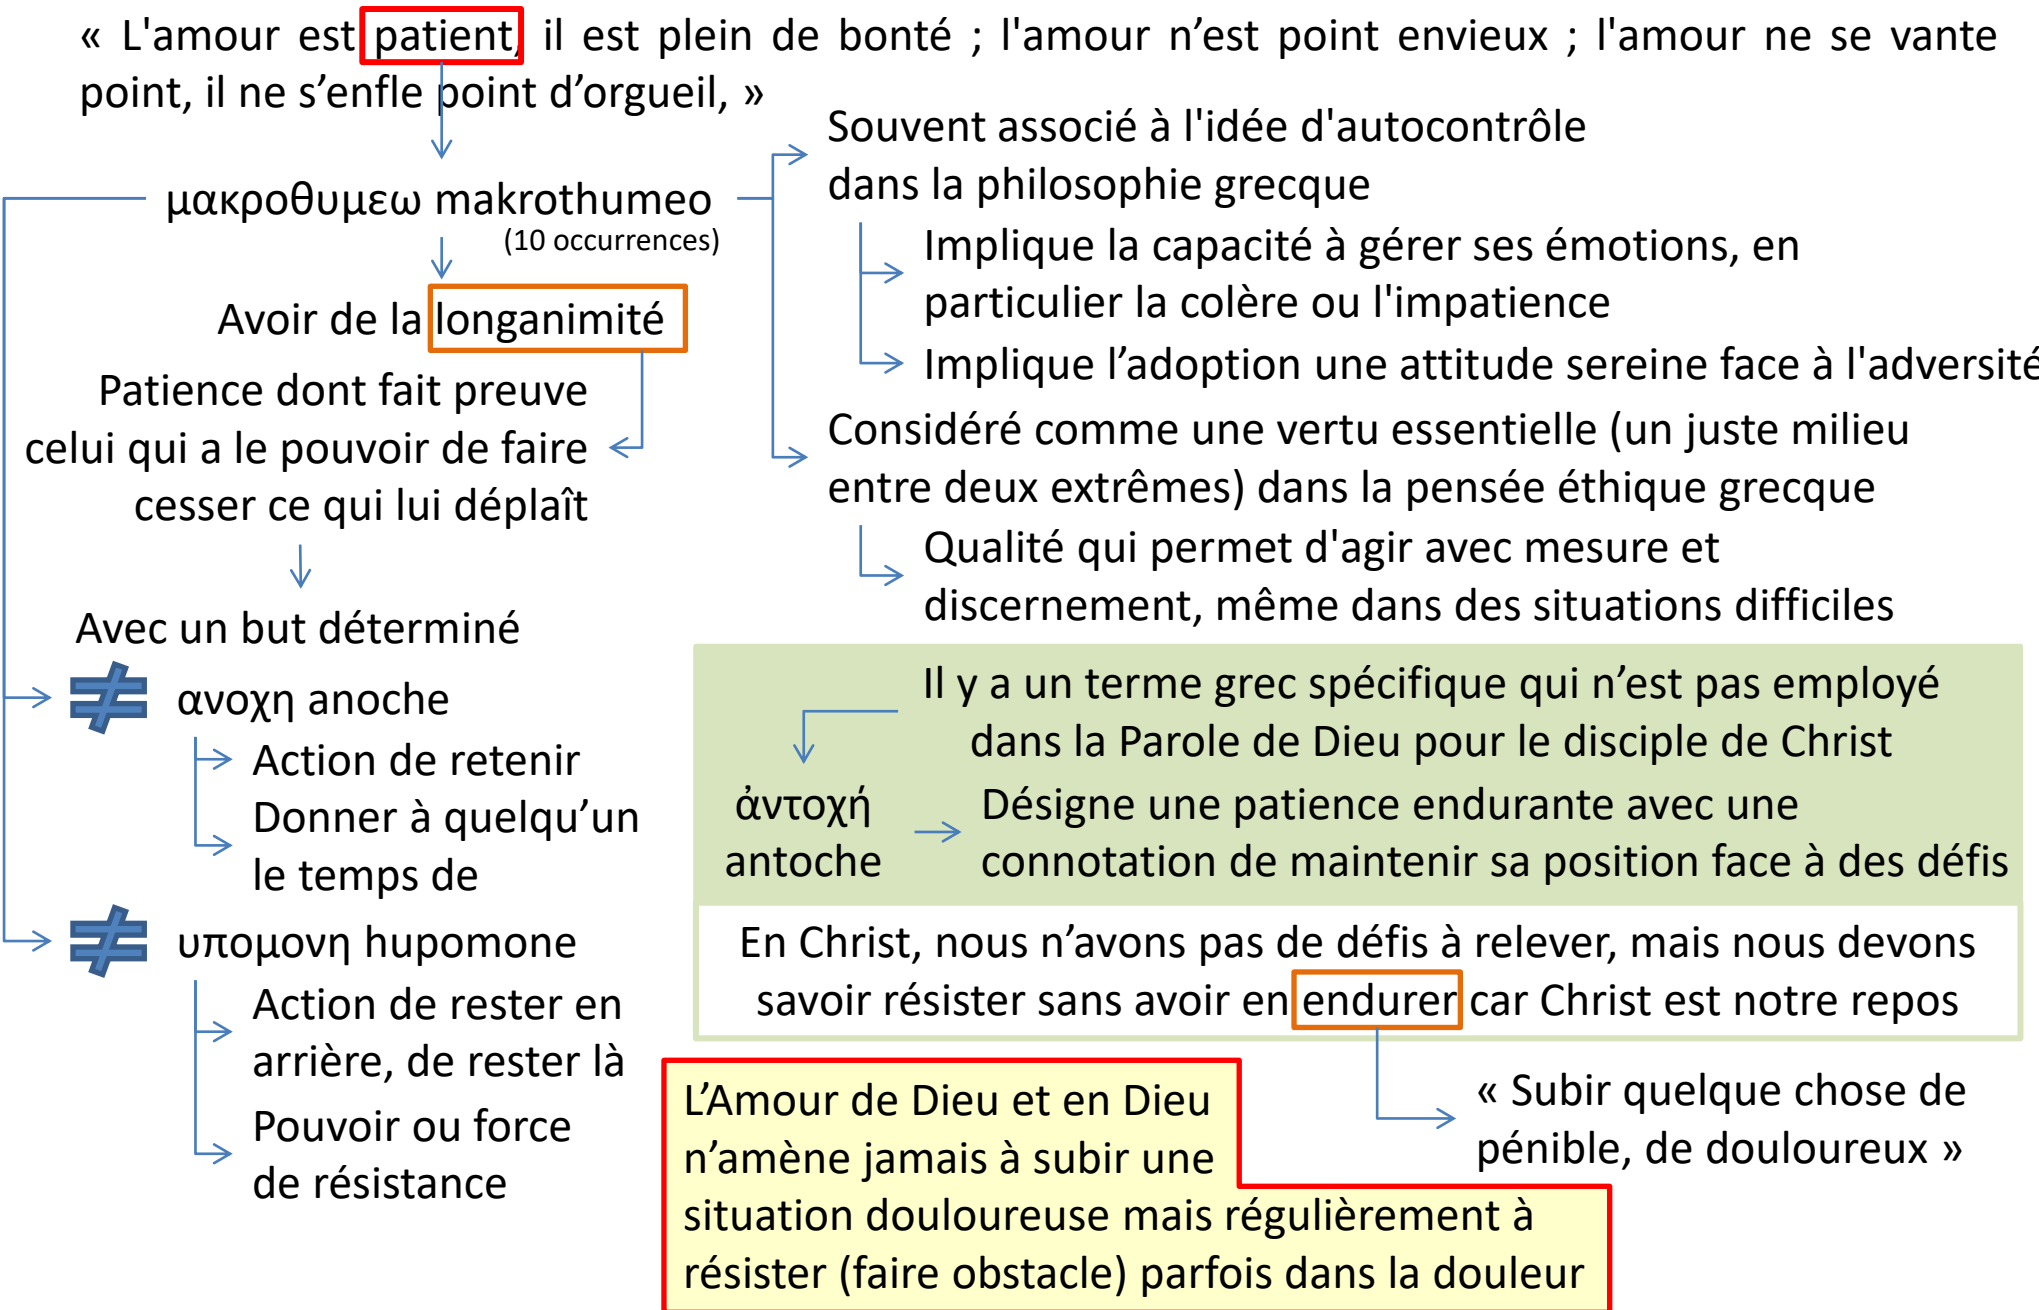 « L'amour est patient, il est plein de bonté ; l'amour n’est point envieux ; l'amour ne se vante
point, il ne s’enfle point d’orgueil, »
μακροθυμεω makrothumeo
(10 occurrences)
Avoir de la longanimité
Patience dont fait preuve
celui qui a le pouvoir de faire
cesser ce qui lui déplaît
Avec un but déterminé
ανοχη anoche
Action de retenir
Donner à quelqu’un
le temps de
υπομονη hupomone
Action de rester en
arrière, de rester là
Pouvoir ou force
de résistance
Souvent associé à l'idée d'autocontrôle
dans la philosophie grecque
Implique la capacité à gérer ses émotions, en
particulier la colère ou l'impatience
Implique l’adoption une attitude sereine face à l'adversité
Considéré comme une vertu essentielle (un juste milieu
entre deux extrêmes) dans la pensée éthique grecque
Qualité qui permet d'agir avec mesure et
discernement, même dans des situations difficiles
Il y a un terme grec spécifique qui n’est pas employé
dans la Parole de Dieu pour le disciple de Christ
ἀντοχή
antoche
Désigne une patience endurante avec une
connotation de maintenir sa position face à des défis
En Christ, nous n’avons pas de défis à relever, mais nous devons
savoir résister sans avoir en endurer car Christ est notre repos
« Subir quelque chose de
pénible, de douloureux »
L’Amour de Dieu et en Dieu
n’amène jamais à subir une
situation douloureuse mais régulièrement à
résister (faire obstacle) parfois dans la douleur